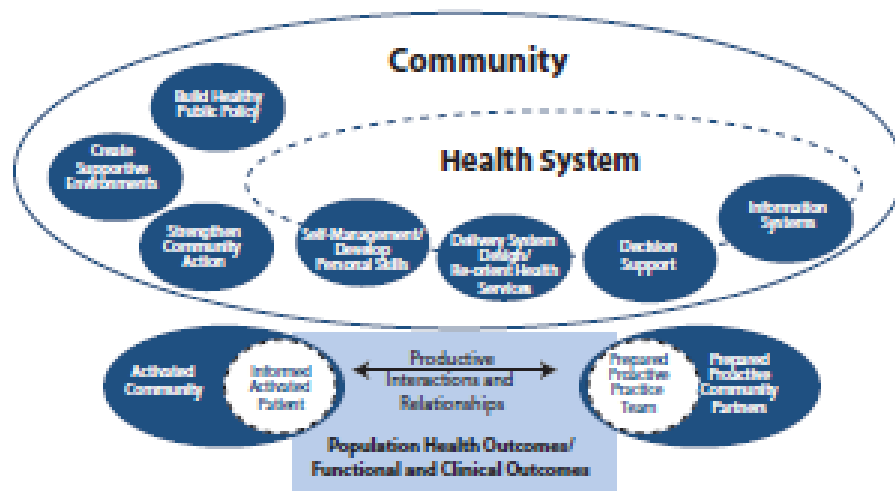 Community
Build Healthy
Public Policy
Create
Supportive
Environments
Strengthen
Community
Action
Health System
Self-Management/
Develop
Personal Skills
Delivery System
Design/
Re-orient Health
Services
Decision
Support
Information
Systems
Activated
Community
Informed
Activated
Patient
Productive
Interactions and
Relationships
Prepared
Proactive
Practice
Team
Prepared
Proactive
Community
Partners
Population Health Outcomes/
Functional and Clinical Outcomes